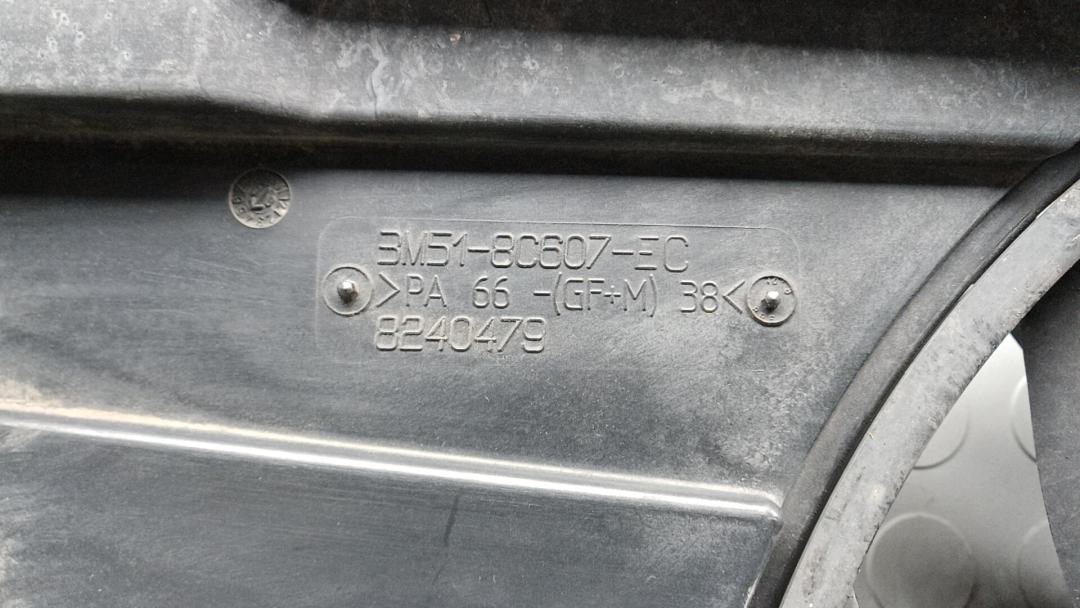 3M51-8C607-EC
>PA 66 -(GF+M) 38<
8240479